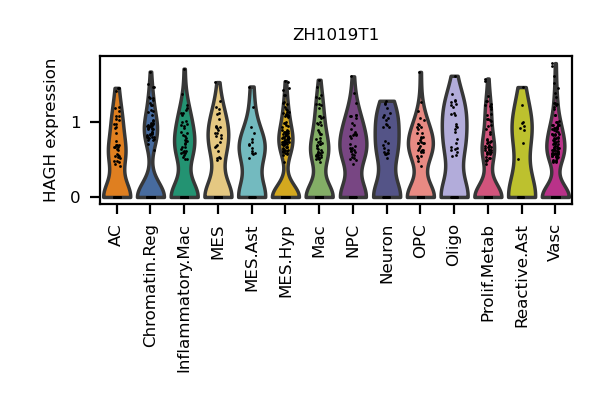 ZH1019T1
HAGH expression
1
0
AC
Chromatin.Reg
Inflammatory.Mac
MES
MES.Ast
MES.Hyp
Mac
NPC
Neuron
OPC
Oligo
Prolif.Metab
Reactive.Ast
Vasc